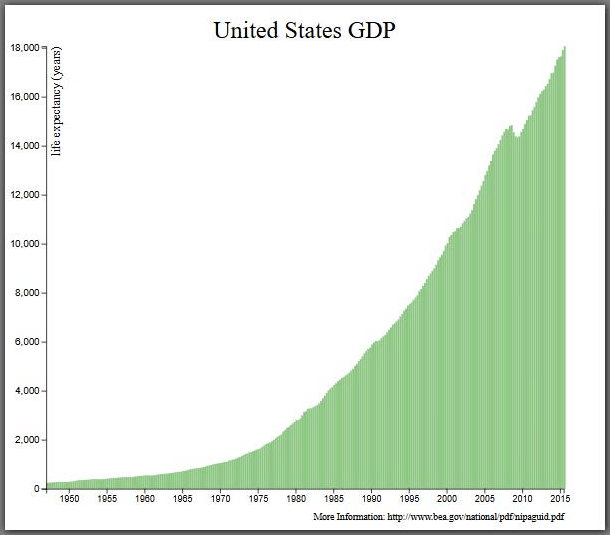 United States GDP
life expectancy (years)
18,000
16,000
14,000
12,000
10,000
8,000
6,000
4,000
2,000
0
1950 1955 1960 1965 1970 1975 1980 1985 1990 1995 2000 2005 2010 2015
More Information: http://www.bea.gov/national/pdf/nipaguid.pdf